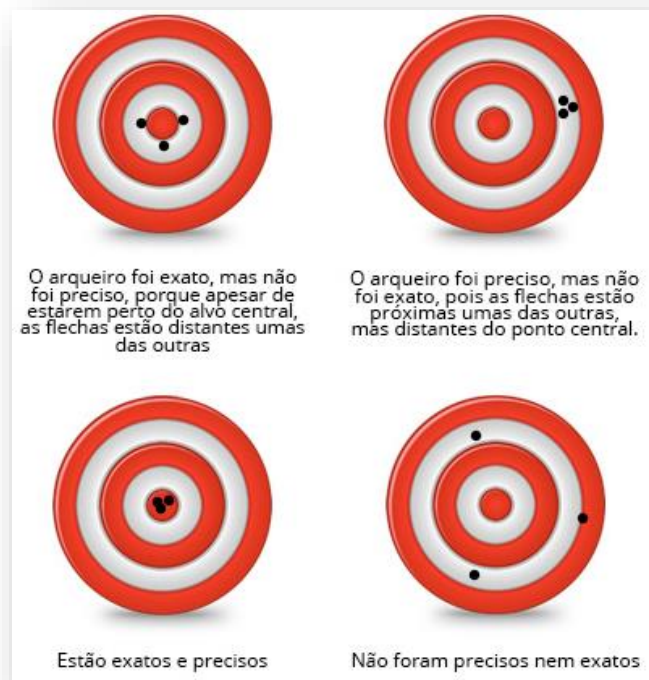 O arqueiro foi exato, mas não
foi preciso, porque apesar de
estarem perto do alvo central,
as flechas estão distantes umas
das outras
O arqueiro foi preciso, mas não
foi exato, pois as flechas estão
próximas umas das outras,
mas distantes do ponto central.
Estão exatos e precisos
Não foram precisos nem exatos